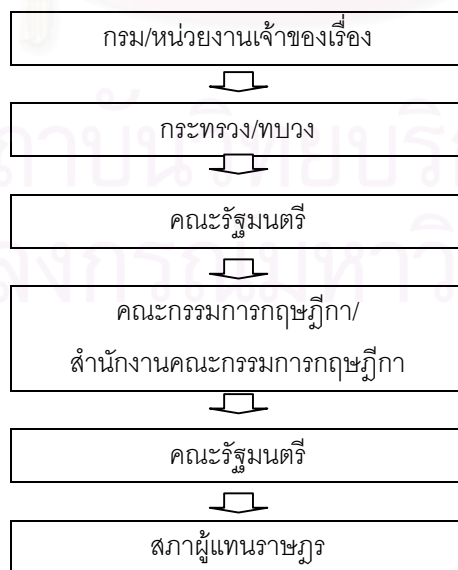 กรม/หน่วยงานเจ้าของเรื่อง
กระทรวง/ทบวง
คณะรัฐมนตรี
คณะกรรมการกฤษฎีกา/
สำนักงานคณะกรรมการกฤษฎีกา
คณะรัฐมนตรี
สภาผู้แทนราษฎร